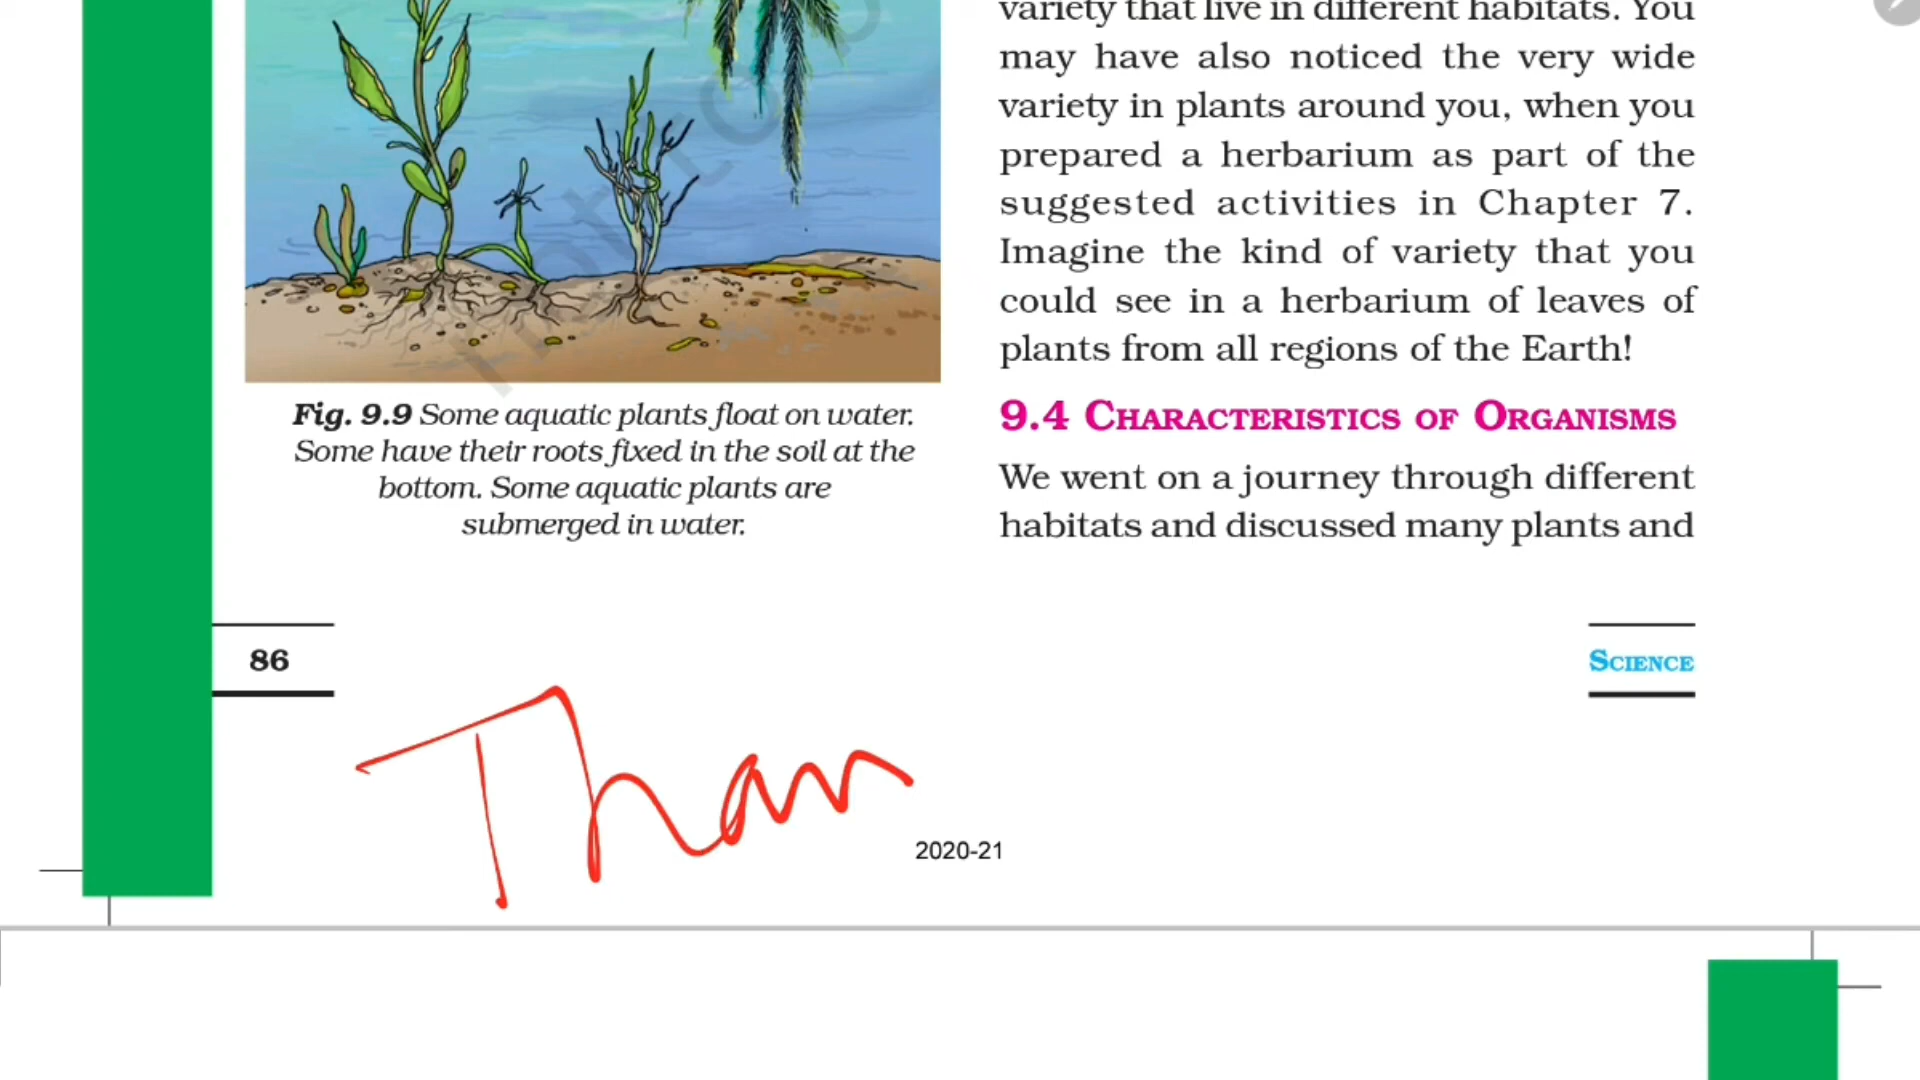 variety that live in different habitats. You
may have also noticed the very wide
variety in plants around you, when you
prepared a herbarium as part of the
suggested activities in Chapter 7.
Imagine the kind of variety that you
could see in a herbarium of leaves of
plants from all regions of the Earth!
Fig. 9.9 Some aquatic plants float on water.
Some have their roots fixed in the soil at the
bottom. Some aquatic plants are
submerged in water.
9.4 CHARACTERISTICS OF ORGANISMS
We went on a journey through different
habitats and discussed many plants and
86
SCIENCE
Than
2020-21